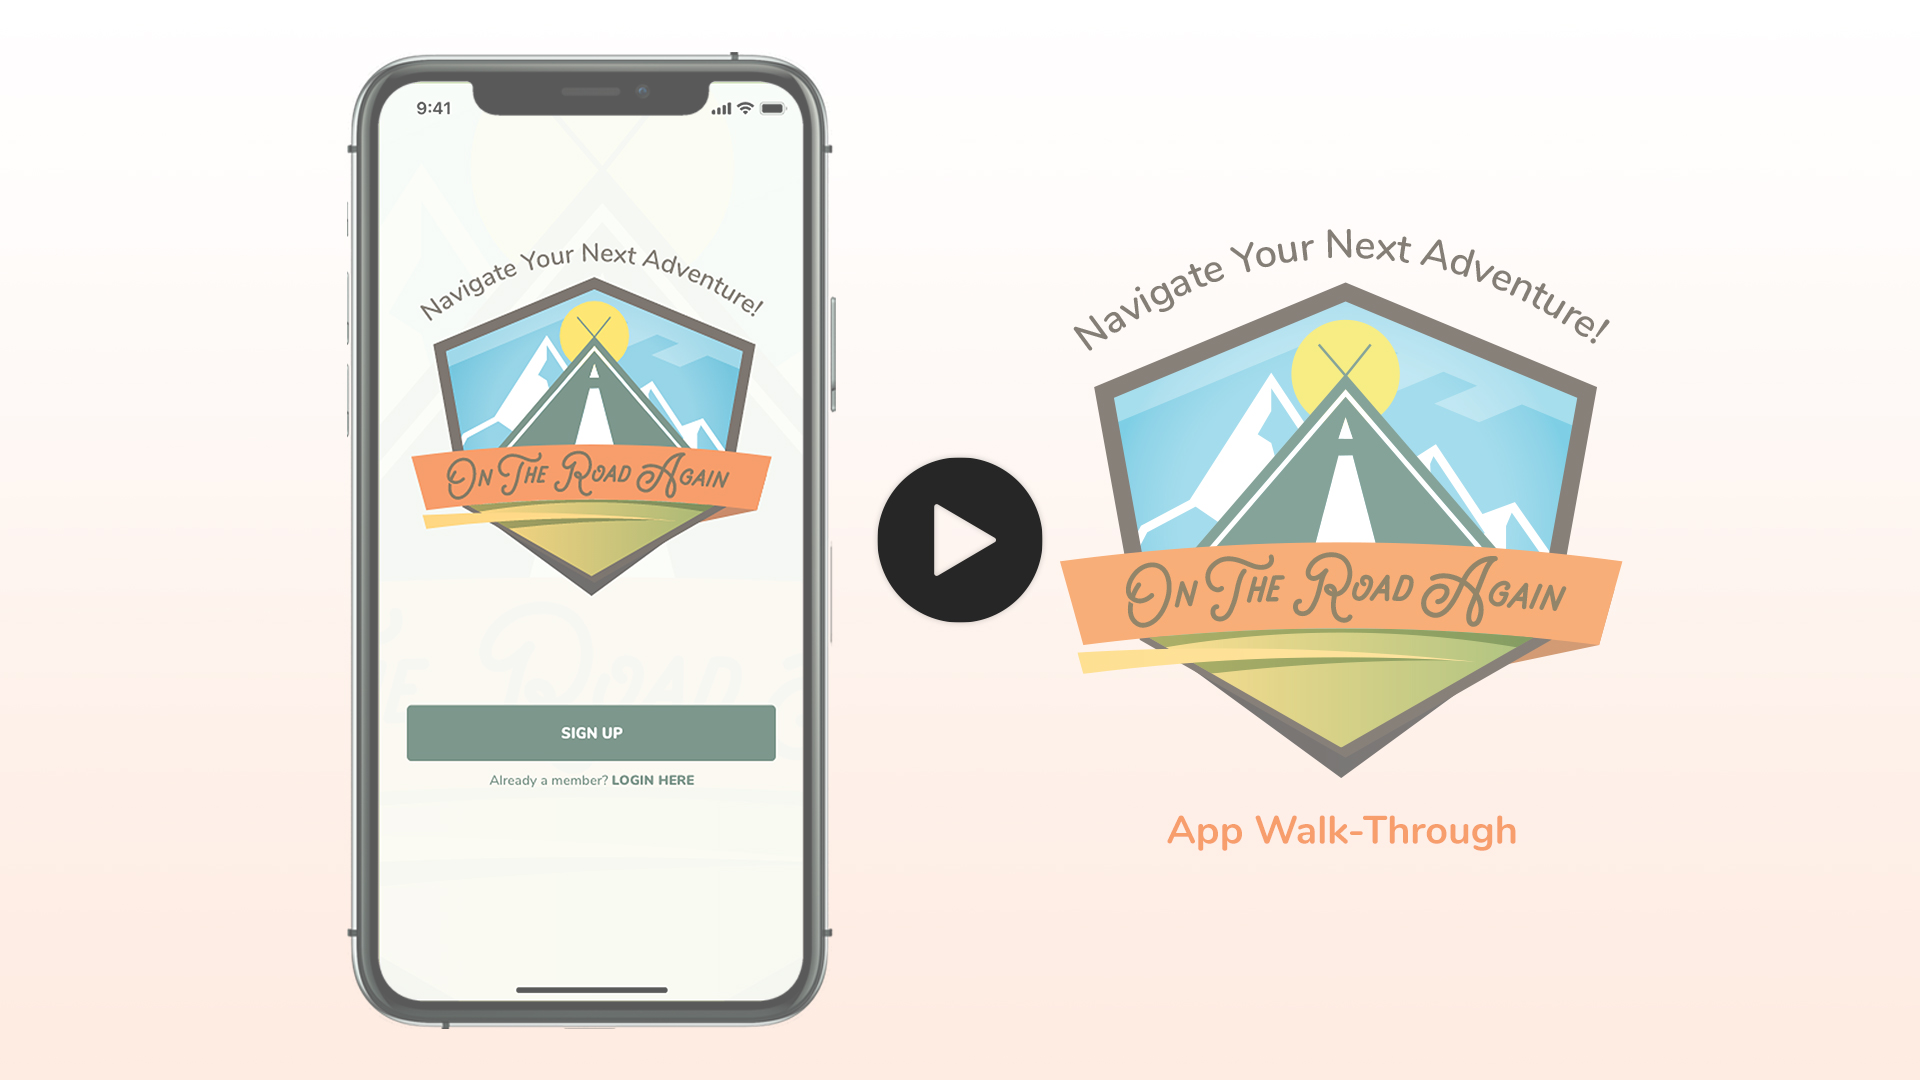 9:41
Navigate Your Next Adventure!
On The Road Again
SIGN UP
Already a member? LOGIN HERE
Navigate Your Next Adventure!
On The Road Again
App Walk-Through